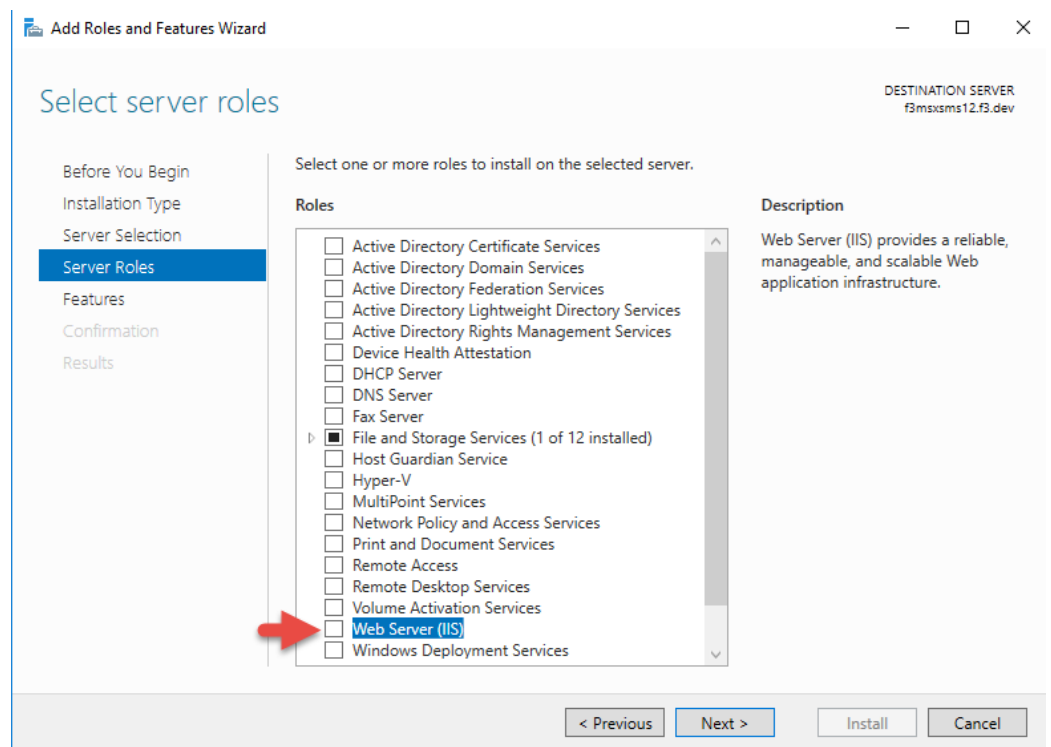 Add Roles and Features Wizard
Select server roles
DESTINATION SERVER
f3msxsms12.f3.dev
Before You Begin
Installation Type
Server Selection
Server Roles
Features
Confirmation
Results
Select one or more roles to install on the selected server.
Roles
Active Directory Certificate Services
Active Directory Domain Services
Active Directory Federation Services
Active Directory Lightweight Directory Services
Active Directory Rights Management Services
Device Health Attestation
DHCP Server
DNS Server
Fax Server
File and Storage Services (1 of 12 installed)
Host Guardian Service
Hyper-V
MultiPoint Services
Network Policy and Access Services
Print and Document Services
Remote Access
Remote Desktop Services
Volume Activation Services
Web Server (IIS)
Windows Deployment Services
Description
Web Server (IIS) provides a reliable,
manageable, and scalable Web
application infrastructure.
< Previous
Next >
Install
Cancel